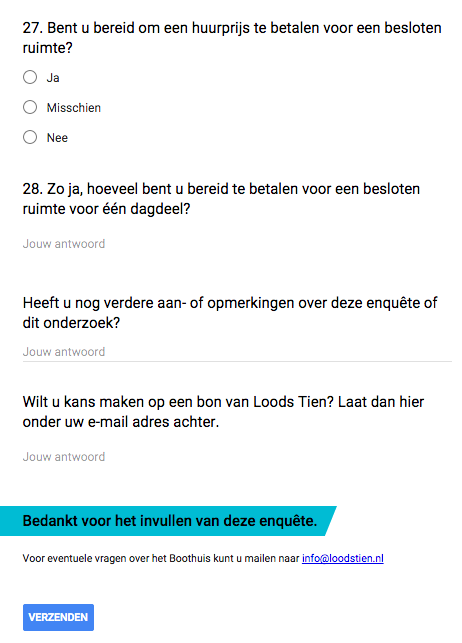 27. Bent u bereid om een huurprijs te betalen voor een besloten
ruimte?
Ja
Misschien
Nee
28. Zo ja, hoeveel bent u bereid te betalen voor een besloten
ruimte voor één dagdeel?
Jouw antwoord
Heeft u nog verdere aan- of opmerkingen over deze enquête of
dit onderzoek?
Jouw antwoord
Wilt u kans maken op een bon van Loods Tien? Laat dan hier
onder uw e-mail adres achter.
Jouw antwoord
Bedankt voor het invullen van deze enquête.
Voor eventuele vragen over het Boothuis kunt u mailen naar info@loodstien.nl
VERZENDEN